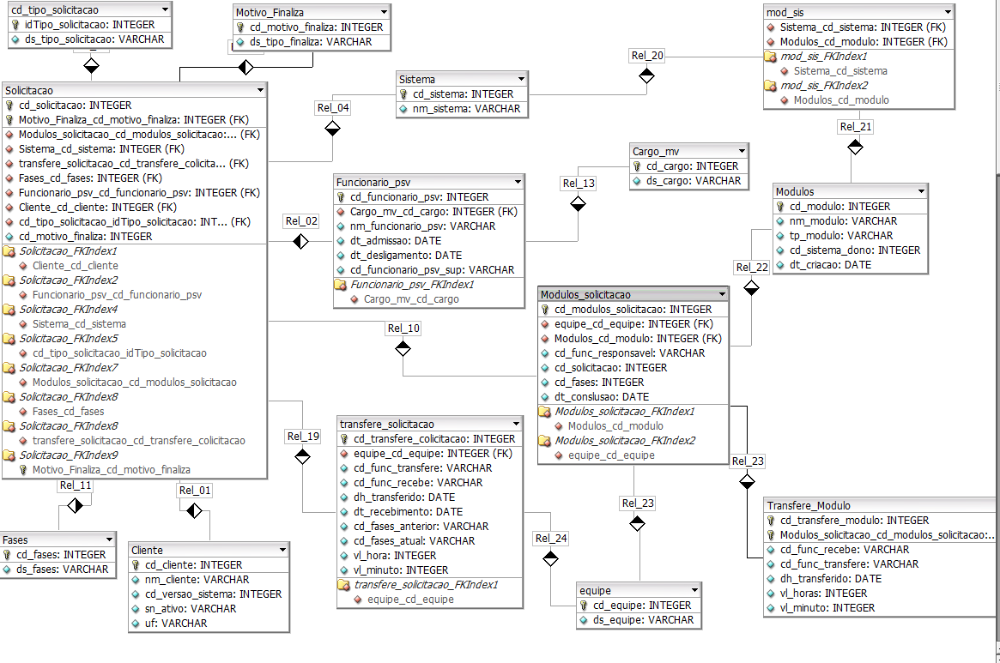 cd_tipo_solicitacao
idTipo_solicitacao: INTEGER
ds_tipo_solicitacao: VARCHAR
Motivo_Finaliza
cd_motivo_finaliza: INTEGER
ds_tipo_finaliza: VARCHAR
mod_sis
Sistema_cd_sistema: INTEGER (FK)
Modulos_cd_modulo: INTEGER (FK)
mod_sis_FKIndex1
Sistema_cd_sistema
mod_sis_FKIndex2
Modulos_cd_modulo
Rel_20
Sistema
cd_sistema: INTEGER
nm_sistema: VARCHAR
Rel_04
Rel_21
Solicitacao
cd_solicitacao: INTEGER
Motivo_Finaliza_cd_motivo_finaliza: INTEGER (FK)
Modulos_solicitacao_cd_modulos_solicitacao:... (FK)
Sistema_cd_sistema: INTEGER (FK)
transfere_solicitacao_cd_transfere_colicita... (FK)
Fases_cd_fases: INTEGER (FK)
Funcionario_psv_cd_funcionario_psv: INTEGER (FK)
Cliente_cd_cliente: INTEGER (FK)
cd_tipo_solicitacao_idTipo_solicitacao: INT... (FK)
cd_motivo_finaliza: INTEGER
Solicitacao_FKIndex1
Cliente_cd_cliente
Solicitacao_FKIndex2
Funcionario_psv_cd_funcionario_psv
Solicitacao_FKIndex4
Sistema_cd_sistema
Solicitacao_FKIndex5
cd_tipo_solicitacao_idTipo_solicitacao
Solicitacao_FKIndex7
Modulos_solicitacao_cd_modulos_solicitacao
Solicitacao_FKIndex8
Fases_cd_fases
Solicitacao_FKIndex8
transfere_solicitacao_cd_transfere_colicitacao
Solicitacao_FKIndex9
Motivo_Finaliza_cd_motivo_finaliza
Cargo_mv
cd_cargo: INTEGER
ds_cargo: VARCHAR
Rel_13
Funcionario_psv
cd_funcionario_psv: INTEGER
Cargo_mv_cd_cargo: INTEGER (FK)
nm_funcionario_psv: VARCHAR
dt_admissao: DATE
dt_desligamento: DATE
cd_funcionario_psv_sup: VARCHAR
Funcionario_psv_FKIndex1
Cargo_mv_cd_cargo
Rel_02
Modulos
cd_modulo: INTEGER
nm_modulo: VARCHAR
tp_modulo: VARCHAR
cd_sistema_dono: INTEGER
dt_criacao: DATE
Rel_22
Modulos_solicitacao
cd_modulos_solicitacao: INTEGER
equipe_cd_equipe: INTEGER (FK)
Modulos_cd_modulo: INTEGER (FK)
cd_func_responsavel: VARCHAR
cd_solicitacao: INTEGER
cd_fases: INTEGER
dt_conslusao: DATE
Modulos_solicitacao_FKIndex1
Modulos_cd_modulo
Modulos_solicitacao_FKIndex2
equipe_cd_equipe
Rel_10
transfere_solicitacao
cd_transfere_colicitacao: INTEGER
equipe_cd_equipe: INTEGER (FK)
cd_func_transfere: VARCHAR
cd_func_recebe: VARCHAR
dh_transferido: DATE
dt_recebimento: DATE
cd_fases_anterior: VARCHAR
cd_fases_atual: VARCHAR
vl_hora: INTEGER
vl_minuto: INTEGER
transfere_solicitacao_FKIndex1
equipe_cd_equipe
Rel_19
Rel_23
Rel_23
Rel_24
Transfere_Modulo
cd_transfere_modulo: INTEGER
Modulos_solicitacao_cd_modulos_solicitacao:...
cd_func_recebe: VARCHAR
cd_func_transfere: VARCHAR
dh_transferido: DATE
vl_horas: INTEGER
vl_minuto: INTEGER
Rel_11
Rel_01
Fases
cd_fases: INTEGER
ds_fases: VARCHAR
Cliente
cd_cliente: INTEGER
nm_cliente: VARCHAR
cd_versao_sistema: INTEGER
sn_ativo: VARCHAR
uf: VARCHAR
equipe
cd_equipe: INTEGER
ds_equipe: VARCHAR